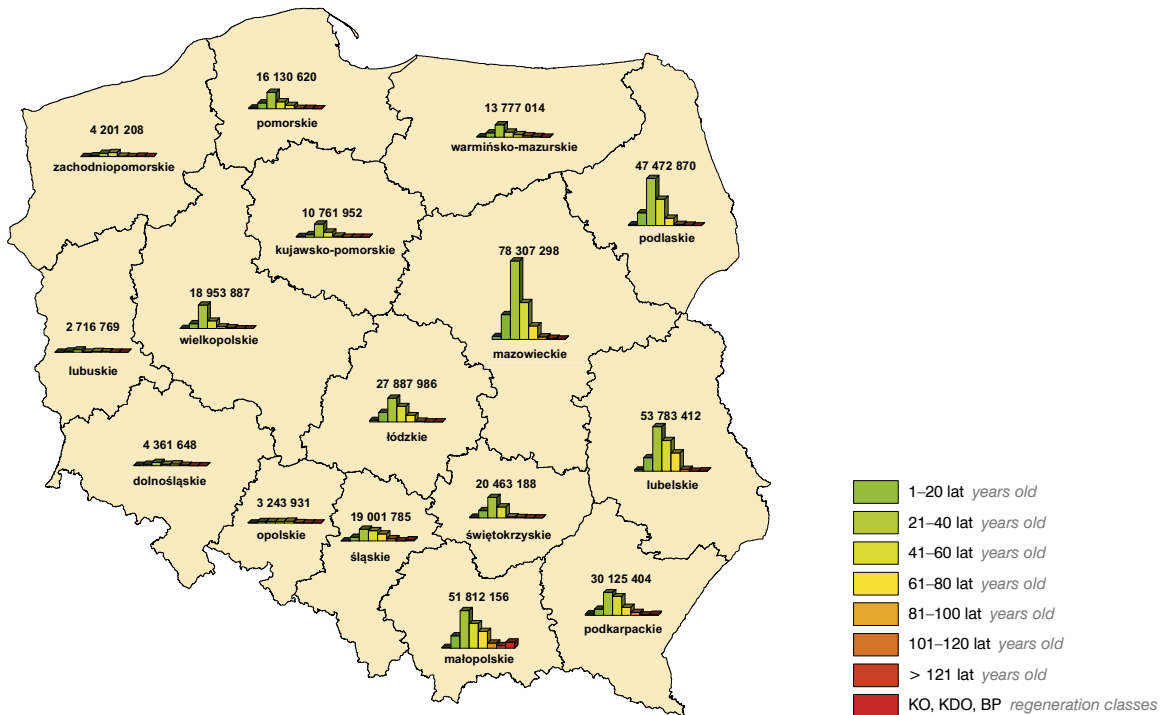 16 130 620
pomorskie
4 201 208
zachodniopomorskie
13 777 014
warmińsko-mazurskie
47 472 870
podlaskie
10 761 952
kujawsko-pomorskie
78 307 298
mazowieckie
18 953 887
wielkopolskie
2 716 769
lubuskie
27 887 986
łódzkie
53 783 412
lubelskie
4 361 648
dolnośląskie
3 243 931
opolskie
19 001 785
śląskie
20 463 188
świętokrzyskie
30 125 404
podkarpackie
51 812 156
małopolskie
1–20 lat years old
21–40 lat years old
41–60 lat years old
61–80 lat years old
81–100 lat years old
101–120 lat years old
> 121 lat years old
KO, KDO, BP regeneration classes